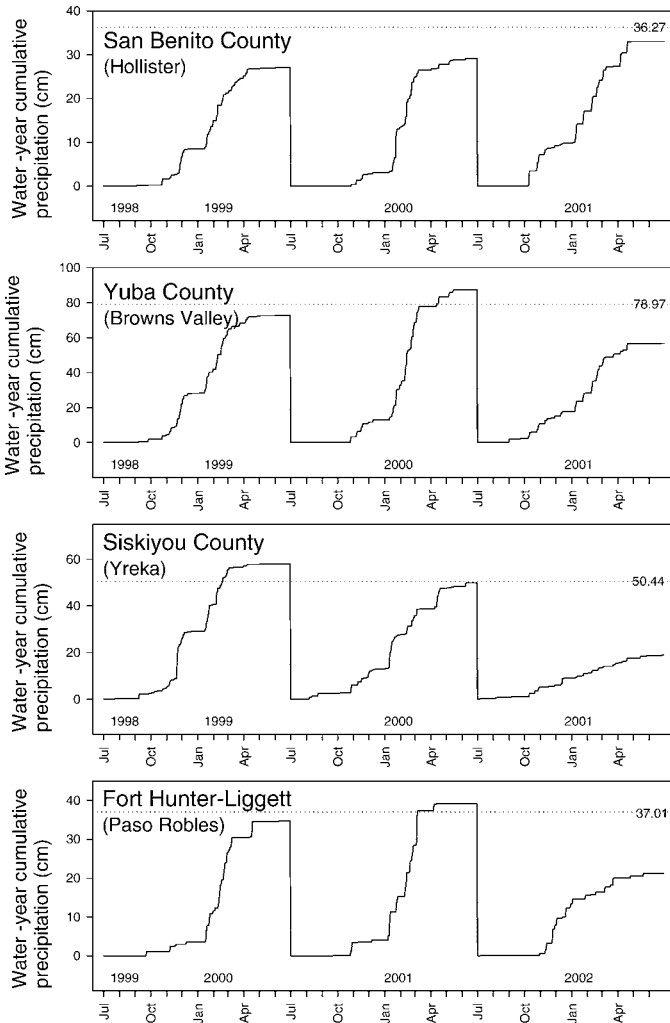 Water -year cumulative
precipitation (cm)
San Benito County
(Hollister)
36.27
40
30
20
10
0
1998 1999 2000 2001
Jul Oct Jan Apr Jul Oct Jan Apr Jul Oct Jan Apr
Water -year cumulative
precipitation (cm)
Yuba County
(Browns Valley)
78.97
100
80
60
40
20
0
1998 1999 2000 2001
Jul Oct Jan Apr Jul Oct Jan Apr Jul Oct Jan Apr
Water -year cumulative
precipitation (cm)
Siskiyou County
(Yreka)
50.44
60
40
20
0
1998 1999 2000 2001
Jul Oct Jan Apr Jul Oct Jan Apr Jul Oct Jan Apr
Water -year cumulative
precipitation (cm)
Fort Hunter-Liggett
(Paso Robles)
37.01
40
30
20
10
0
1999 2000 2001 2002
Jul Oct Jan Apr Jul Oct Jan Apr Jul Oct Jan Apr